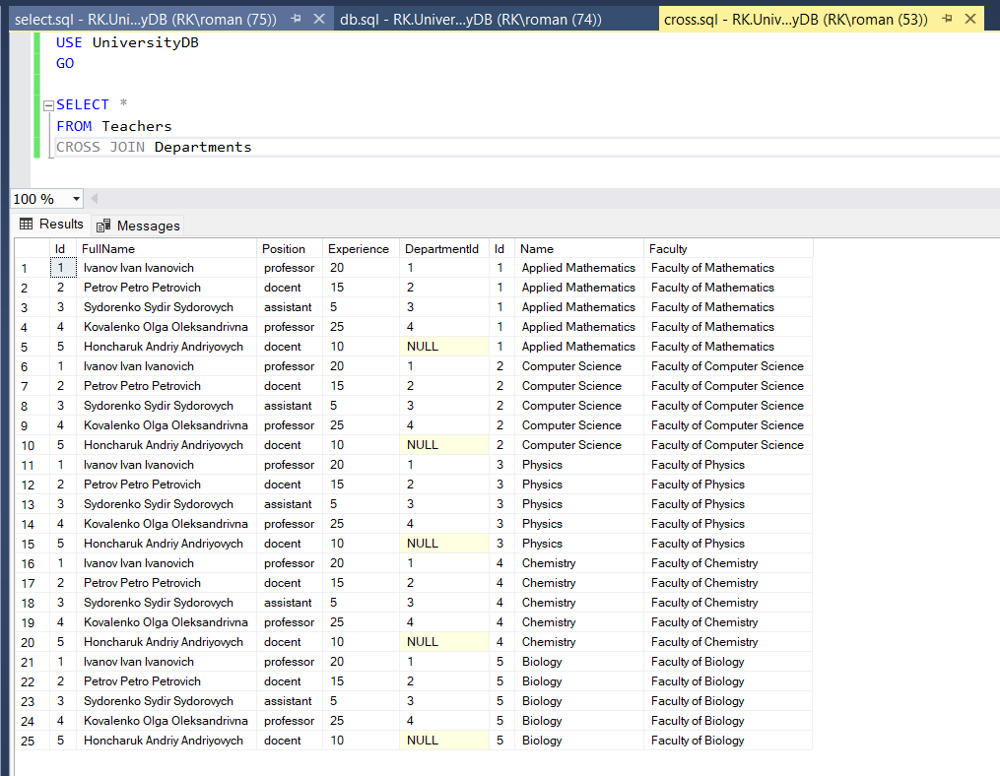 select.sql - RK.Uni...yDB (RK\roman (75)) db.sql - RK.Univer...yDB (RK\roman (74)) cross.sql - RK.Univ...yDB (RK\roman (53))
USE UniversityDB
GO
SELECT *
FROM Teachers
CROSS JOIN Departments
100 %
Results Messages
Id FullName Position Experience DepartmentId Id Name Faculty
1 1 Ivanov Ivan Ivanovich professor 20 1 1 Applied Mathematics Faculty of Mathematics
2 2 Petrov Petro Petrovich docent 15 2 1 Applied Mathematics Faculty of Mathematics
3 3 Sydorenko Sydir Sydorovych assistant 5 3 1 Applied Mathematics Faculty of Mathematics
4 4 Kovalenko Olga Oleksandrivna professor 25 4 1 Applied Mathematics Faculty of Mathematics
5 5 Honcharuk Andriy Andriyovych docent 10 NULL 1 Applied Mathematics Faculty of Mathematics
6 1 Ivanov Ivan Ivanovich professor 20 1 2 Computer Science Faculty of Computer Science
7 2 Petrov Petro Petrovich docent 15 2 2 Computer Science Faculty of Computer Science
8 3 Sydorenko Sydir Sydorovych assistant 5 3 2 Computer Science Faculty of Computer Science
9 4 Kovalenko Olga Oleksandrivna professor 25 4 2 Computer Science Faculty of Computer Science
10 5 Honcharuk Andriy Andriyovych docent 10 NULL 2 Computer Science Faculty of Computer Science
11 1 Ivanov Ivan Ivanovich professor 20 1 3 Physics Faculty of Physics
12 2 Petrov Petro Petrovich docent 15 2 3 Physics Faculty of Physics
13 3 Sydorenko Sydir Sydorovych assistant 5 3 3 Physics Faculty of Physics
14 4 Kovalenko Olga Oleksandrivna professor 25 4 3 Physics Faculty of Physics
15 5 Honcharuk Andriy Andriyovych docent 10 NULL 3 Physics Faculty of Physics
16 1 Ivanov Ivan Ivanovich professor 20 1 4 Chemistry Faculty of Chemistry
17 2 Petrov Petro Petrovich docent 15 2 4 Chemistry Faculty of Chemistry
18 3 Sydorenko Sydir Sydorovych assistant 5 3 4 Chemistry Faculty of Chemistry
19 4 Kovalenko Olga Oleksandrivna professor 25 4 4 Chemistry Faculty of Chemistry
20 5 Honcharuk Andriy Andriyovych docent 10 NULL 4 Chemistry Faculty of Chemistry
21 1 Ivanov Ivan Ivanovich professor 20 1 5 Biology Faculty of Biology
22 2 Petrov Petro Petrovich docent 15 2 5 Biology Faculty of Biology
23 3 Sydorenko Sydir Sydorovych assistant 5 3 5 Biology Faculty of Biology
24 4 Kovalenko Olga Oleksandrivna professor 25 4 5 Biology Faculty of Biology
25 5 Honcharuk Andriy Andriyovych docent 10 NULL 5 Biology Faculty of Biology